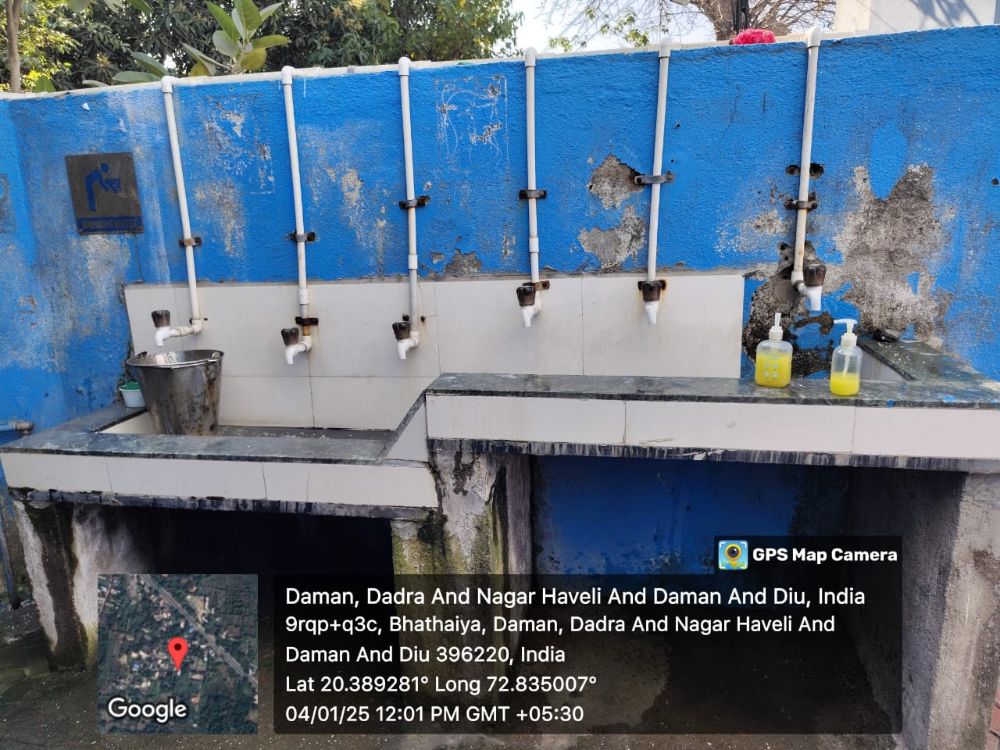 DRINKING WATER
GPS Map Camera
Daman, Dadra And Nagar Haveli And Daman And Diu, India
9rqp+q3c, Bhathaiya, Daman, Dadra And Nagar Haveli And
Daman And Diu 396220, India
Lat 20.389281° Long 72.835007°
04/01/25 12:01 PM GMT +05:30
Google